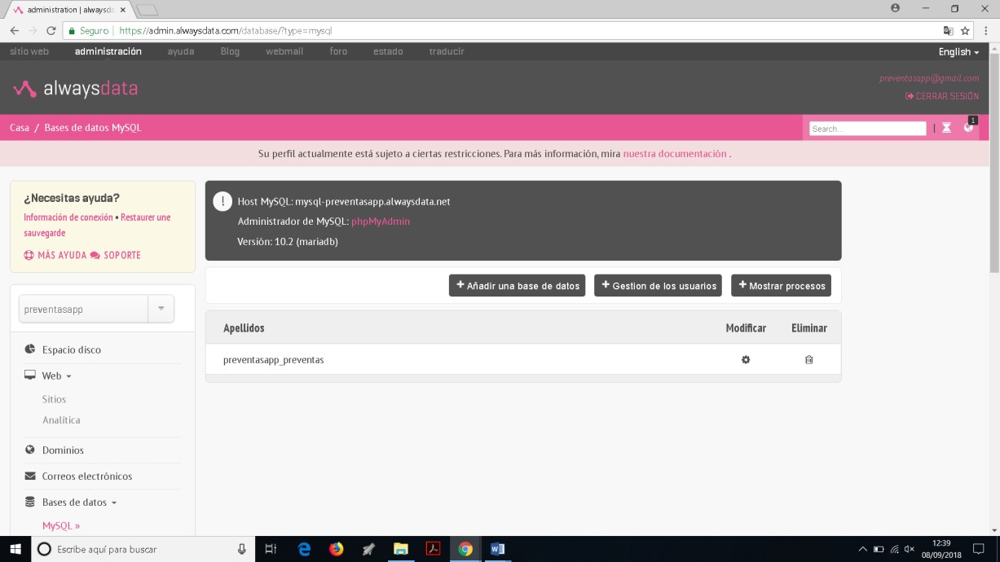 administration | alwaysda
Seguro | https://admin.alwaysdata.com/database/?type=mysql
sitio web administración ayuda Blog webmail foro estado traducir English
alwaysdata
preventasapp@gmail.com
CERRAR SESIÓN
Casa / Bases de datos MySQL
Search...
1
Su perfil actualmente está sujeto a ciertas restricciones. Para más información, mira nuestra documentación .
¿Necesitas ayuda?
Información de conexión • Restaurer une
sauvegarde
MÁS AYUDA SOPORTE
! Host MySQL: mysql-preventasapp.alwaysdata.net
Administrador de MySQL: phpMyAdmin
Versión: 10.2 (mariadb)
+ Añadir una base de datos + Gestion de los usuarios + Mostrar procesos
preventasapp
Apellidos Modificar Eliminar
preventasapp_preventas
Espacio disco
Web
Sitios
Analítica
Dominios
Correos electrónicos
Bases de datos
MySQL »
Escribe aquí para buscar
12:39
08/09/2018